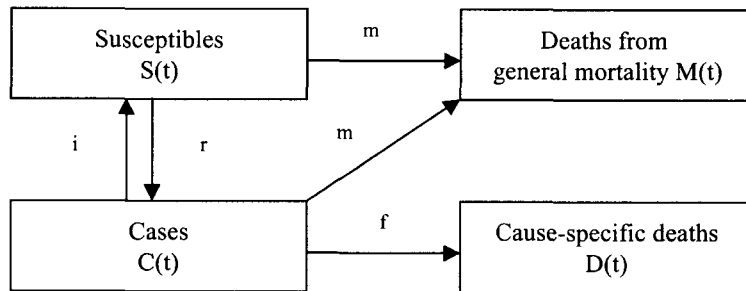 Susceptibles
S(t)
m
Deaths from
general mortality M(t)
i
r
m
Cases
C(t)
f
Cause-specific deaths
D(t)